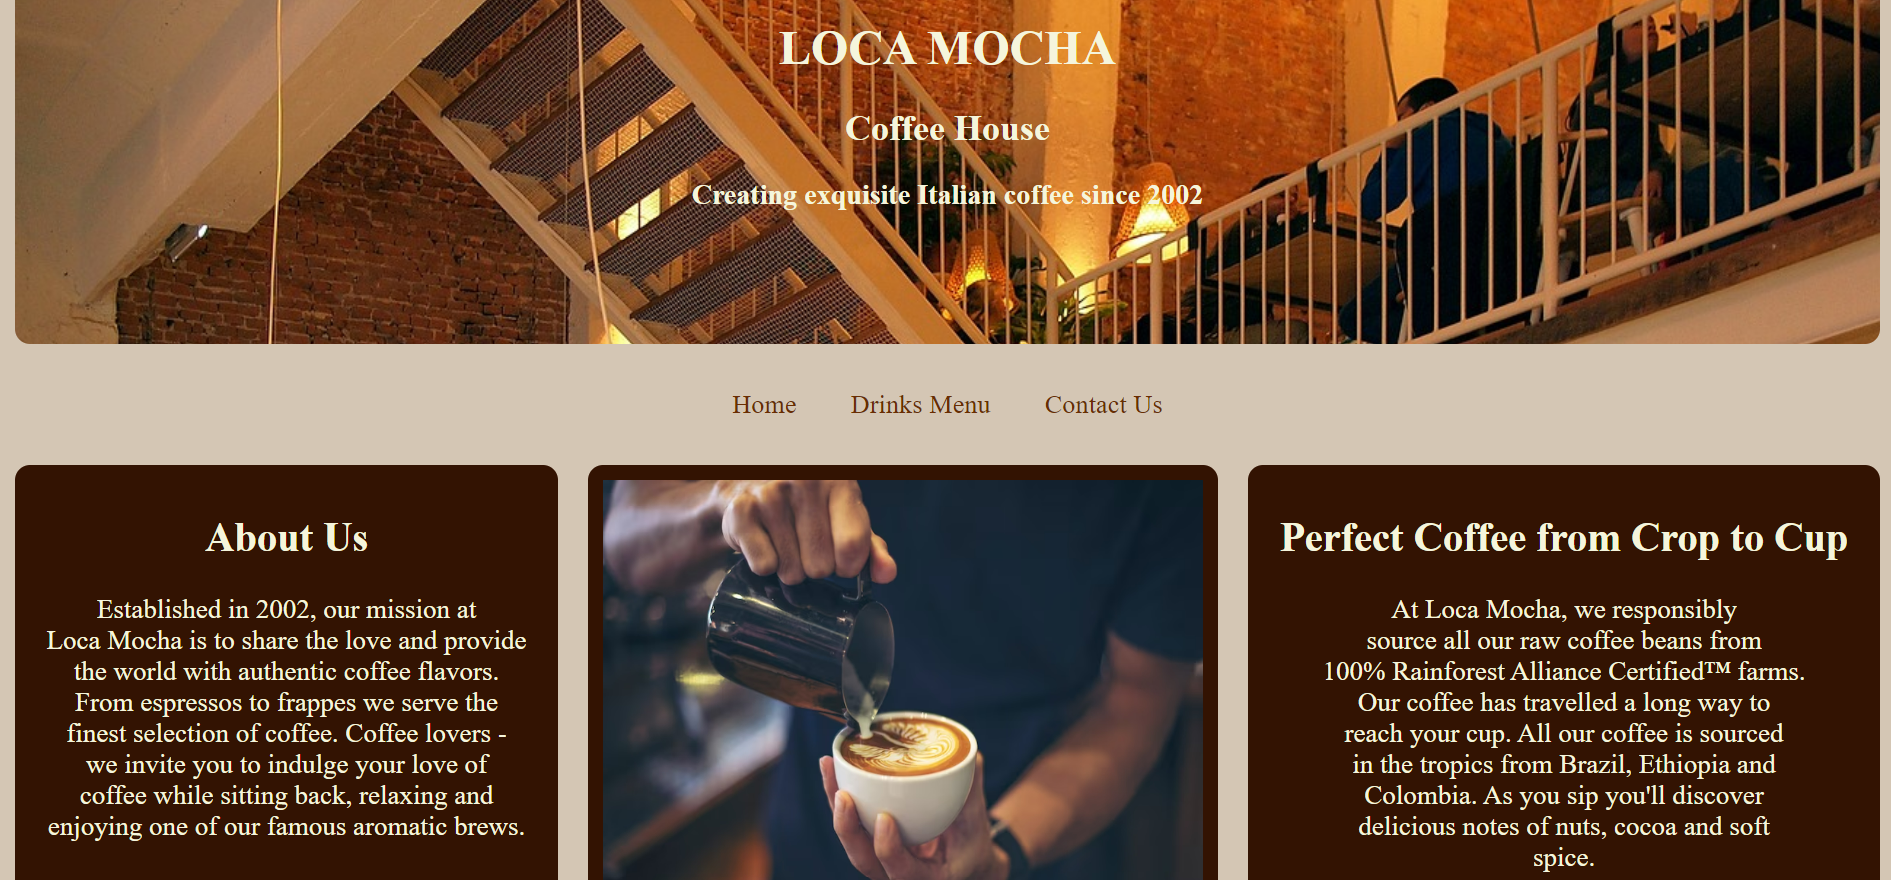 LOCA MOCHA
Coffee House
Creating exquisite Italian coffee since 2002
Home
Drinks Menu
Contact Us
About Us
Established in 2002, our mission at
Loca Mocha is to share the love and provide
the world with authentic coffee flavors.
From espressos to frappes we serve the
finest selection of coffee. Coffee lovers -
we invite you to indulge your love of
coffee while sitting back, relaxing and
enjoying one of our famous aromatic brews.
Perfect Coffee from Crop to Cup
At Loca Mocha, we responsibly
source all our raw coffee beans from
100% Rainforest Alliance Certified™ farms.
Our coffee has travelled a long way to
reach your cup. All our coffee is sourced
in the tropics from Brazil, Ethiopia and
Colombia. As you sip you'll discover
delicious notes of nuts, cocoa and soft
spice.